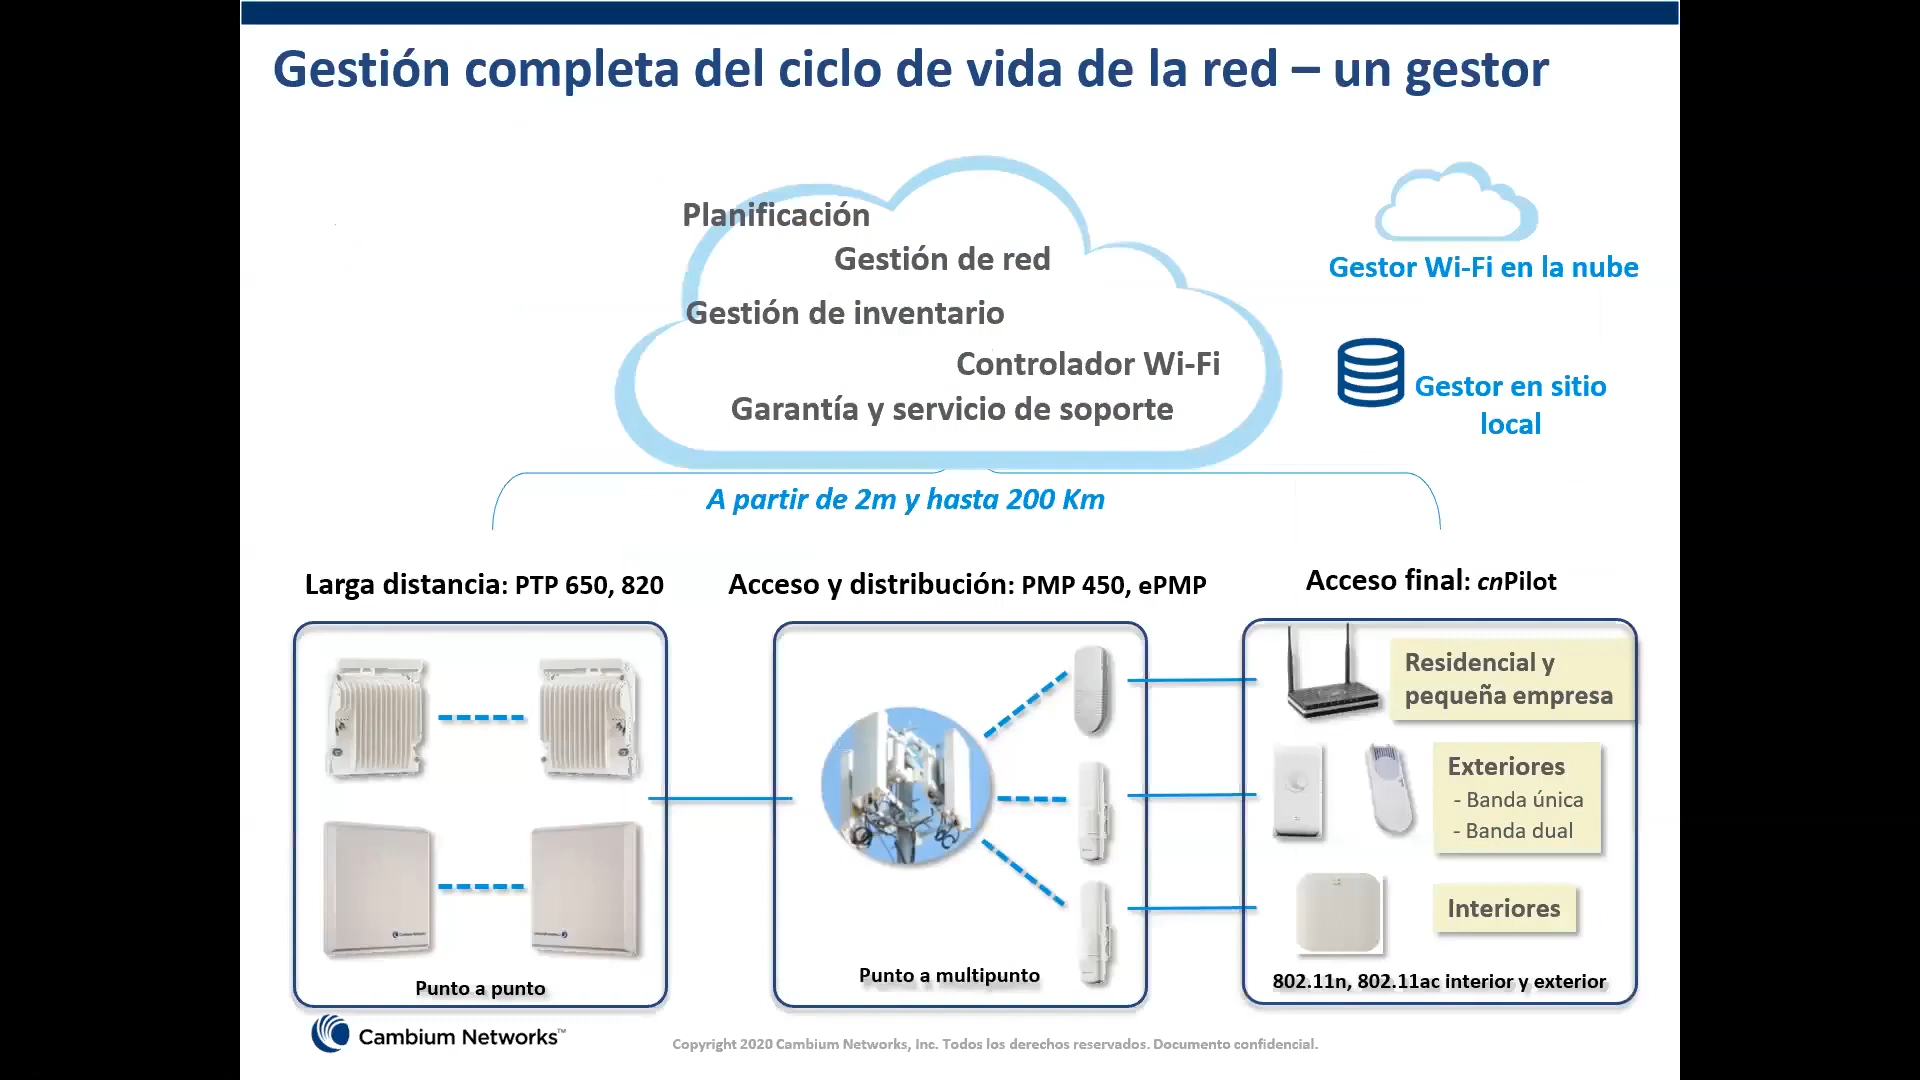 Gestión completa del ciclo de vida de la red – un gestor
Planificación
Gestión de red
Gestión de inventario
Controlador Wi-Fi
Garantía y servicio de soporte
Gestor Wi-Fi en la nube
Gestor en sitio
local
A partir de 2m y hasta 200 Km
Larga distancia: PTP 650, 820
Acceso y distribución: PMP 450, ePMP
Acceso final: cnPilot
Residencial y
pequeña empresa
Exteriores
- Banda única
- Banda dual
Interiores
Cambium Networks
Punto a punto
Punto a multipunto
802.11n, 802.11ac interior y exterior
Cambium Networks™
Copyright 2020 Cambium Networks, Inc. Todos los derechos reservados. Documento confidencial.